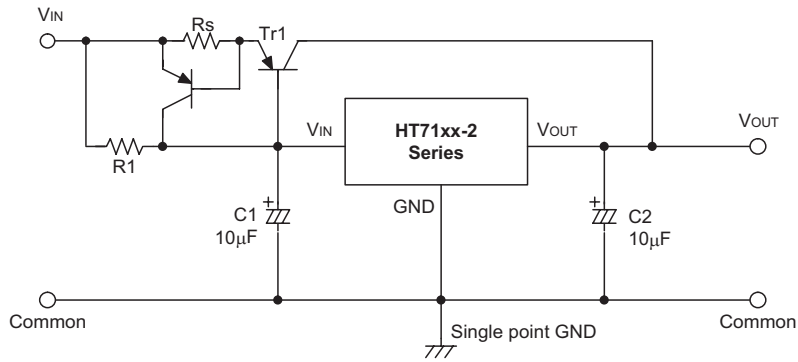 VIN
Rs
Tr1
R1
VIN
HT71xx-2
Series
VOUT
VOUT
GND
+
C1
10μF
+
C2
10μF
Common
Single point GND
Common